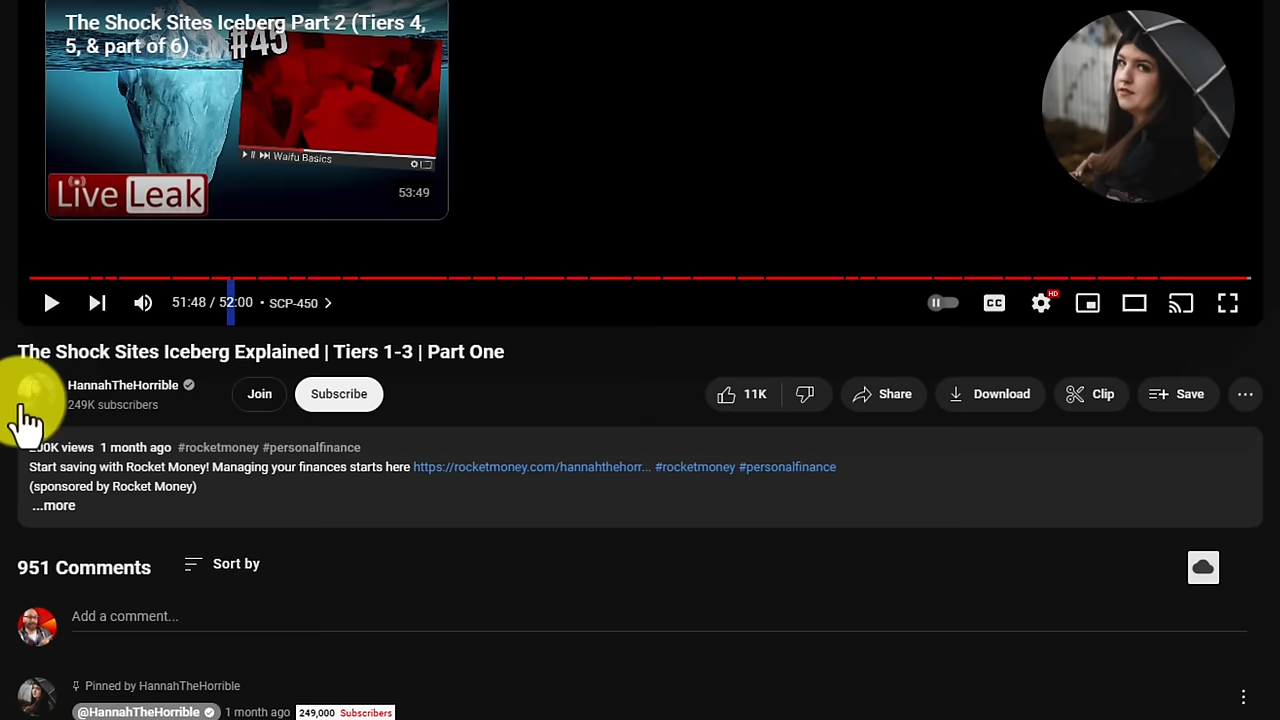 The Shock Sites Iceberg Part 2 (Tiers 4,
5, & part of 6)
#45
Waifu Basics
Live Leak
53:49
51:48 / 52:00 • SCP-450
CC
HD
The Shock Sites Iceberg Explained | Tiers 1-3 | Part One
HannahTheHorrible
249K subscribers
Join
Subscribe
11K
Share
Download
Clip
Save
views 1 month ago #rocketmoney #personalfinance
Start saving with Rocket Money! Managing your finances starts here https://rocketmoney.com/hannahthehorr... #rocketmoney #personalfinance
(sponsored by Rocket Money)
...more
951 Comments
Sort by
Add a comment...
Pinned by HannahTheHorrible
@HannahTheHorrible 1 month ago 249,000 Subscribers